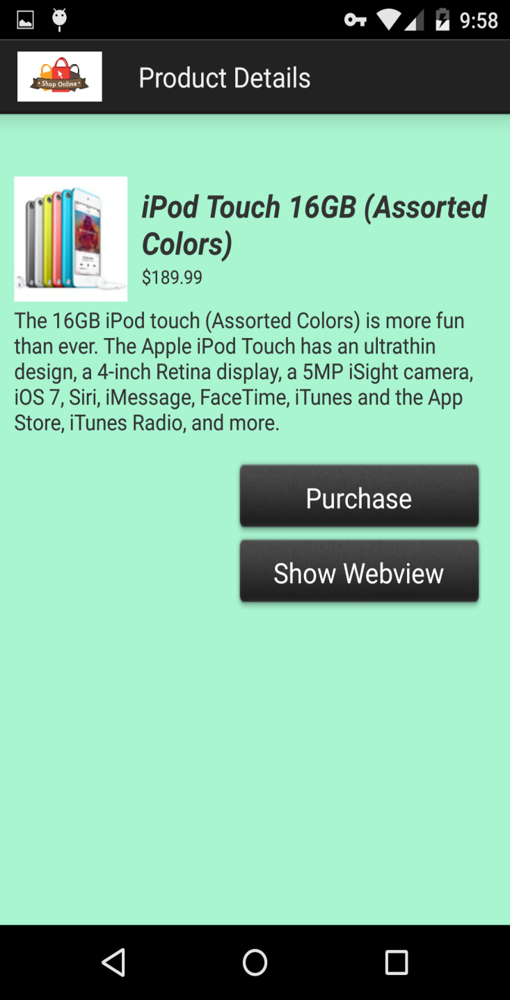 9:58
• Shop Online •
Product Details
iPod Touch 16GB (Assorted
Colors)
$189.99
The 16GB iPod touch (Assorted Colors) is more fun
than ever. The Apple iPod Touch has an ultrathin
design, a 4-inch Retina display, a 5MP iSight camera,
iOS 7, Siri, iMessage, FaceTime, iTunes and the App
Store, iTunes Radio, and more.
Purchase
Show Webview